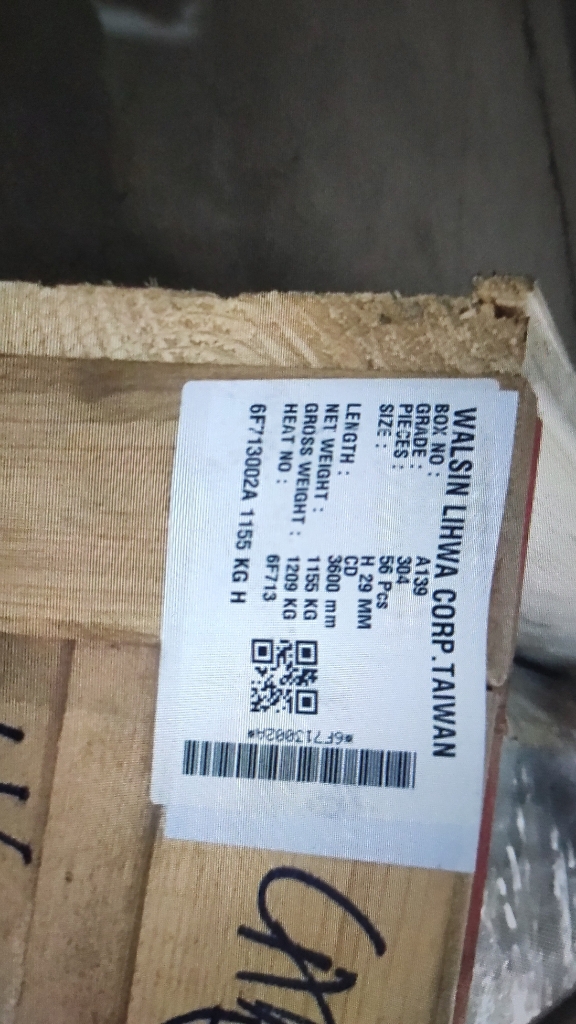 WALSIN LIHWA CORP.TAIWAN
BOX NO : A139
GRADE : 304
PIECES : 56 Pcs
SIZE : H 29 MM
CD
LENGTH : 3600 mm
NET WEIGHT : 1155 KG
GROSS WEIGHT : 1209 KG
HEAT NO : 6F713
6F713002A 1155 KG H
*6F713002A*